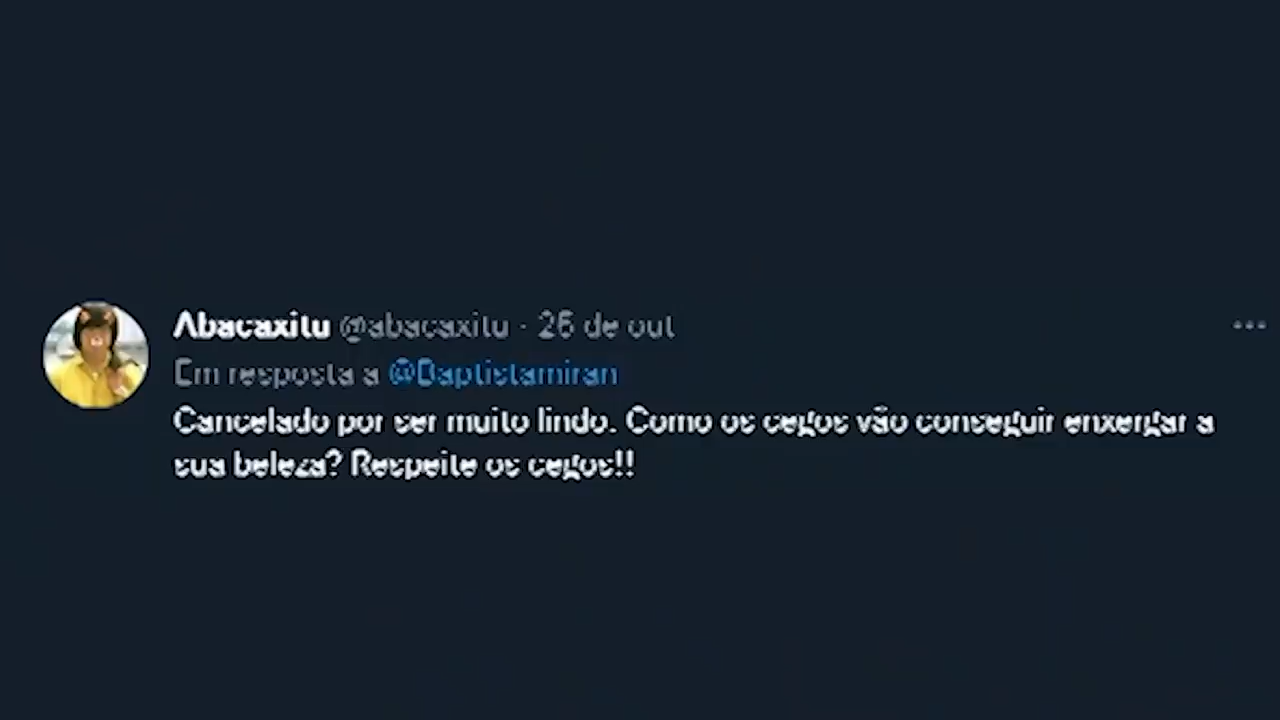 Abacaxitu @abacaxitu · 26 de out
Em resposta a @Baptistamiran
Cancelado por ser muito lindo. Como os cegos vão conseguir enxergar a
sua beleza? Respeite os cegos!!